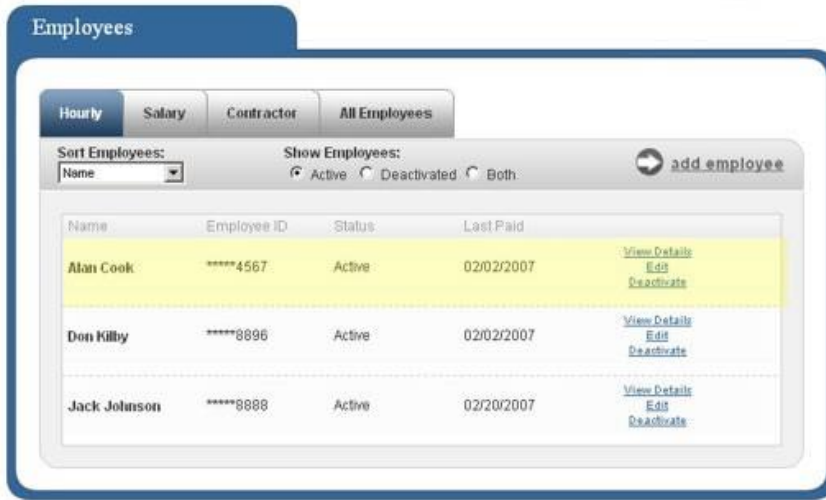 Employees
Hourly Salary Contractor All Employees
Sort Employees: Show Employees:
Name Active Deactivated Both add employee
Name Employee ID Status Last Paid
View Details
Alan Cook *****4567 Active 02/02/2007 Edit
Deactivate
View Details
Don Kilby *****8896 Active 02/02/2007 Edit
Deactivate
View Details
Jack Johnson *****8888 Active 02/20/2007 Edit
Deactivate